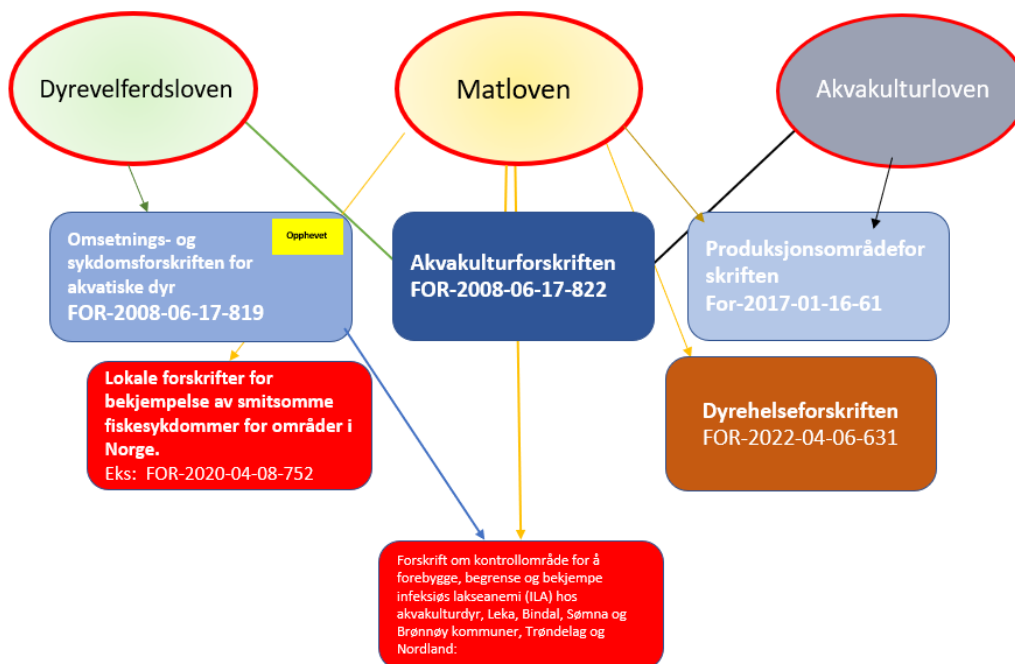 Dyrevelferdsloven
Matloven
Akvakulturloven
Omsetnings- og
sykdomsforskriften for
akvatiske dyr
FOR-2008-06-17-819
Opphevet
Akvakulturforskriften
FOR-2008-06-17-822
Produksjonsområdefor
skriften
For-2017-01-16-61
Lokale forskrifter for
bekjempelse av smitsomme
fiskesykdommer for områder i
Norge.
Eks: FOR-2020-04-08-752
Dyrehelseforskriften
FOR-2022-04-06-631
Forskrift om kontrollområde for å
forebygge, begrense og bekjempe
infeksiøs lakseanemi (ILA) hos
akvakulturdyr, Leka, Bindal, Sømna og
Brønnøy kommuner, Trøndelag og
Nordland: